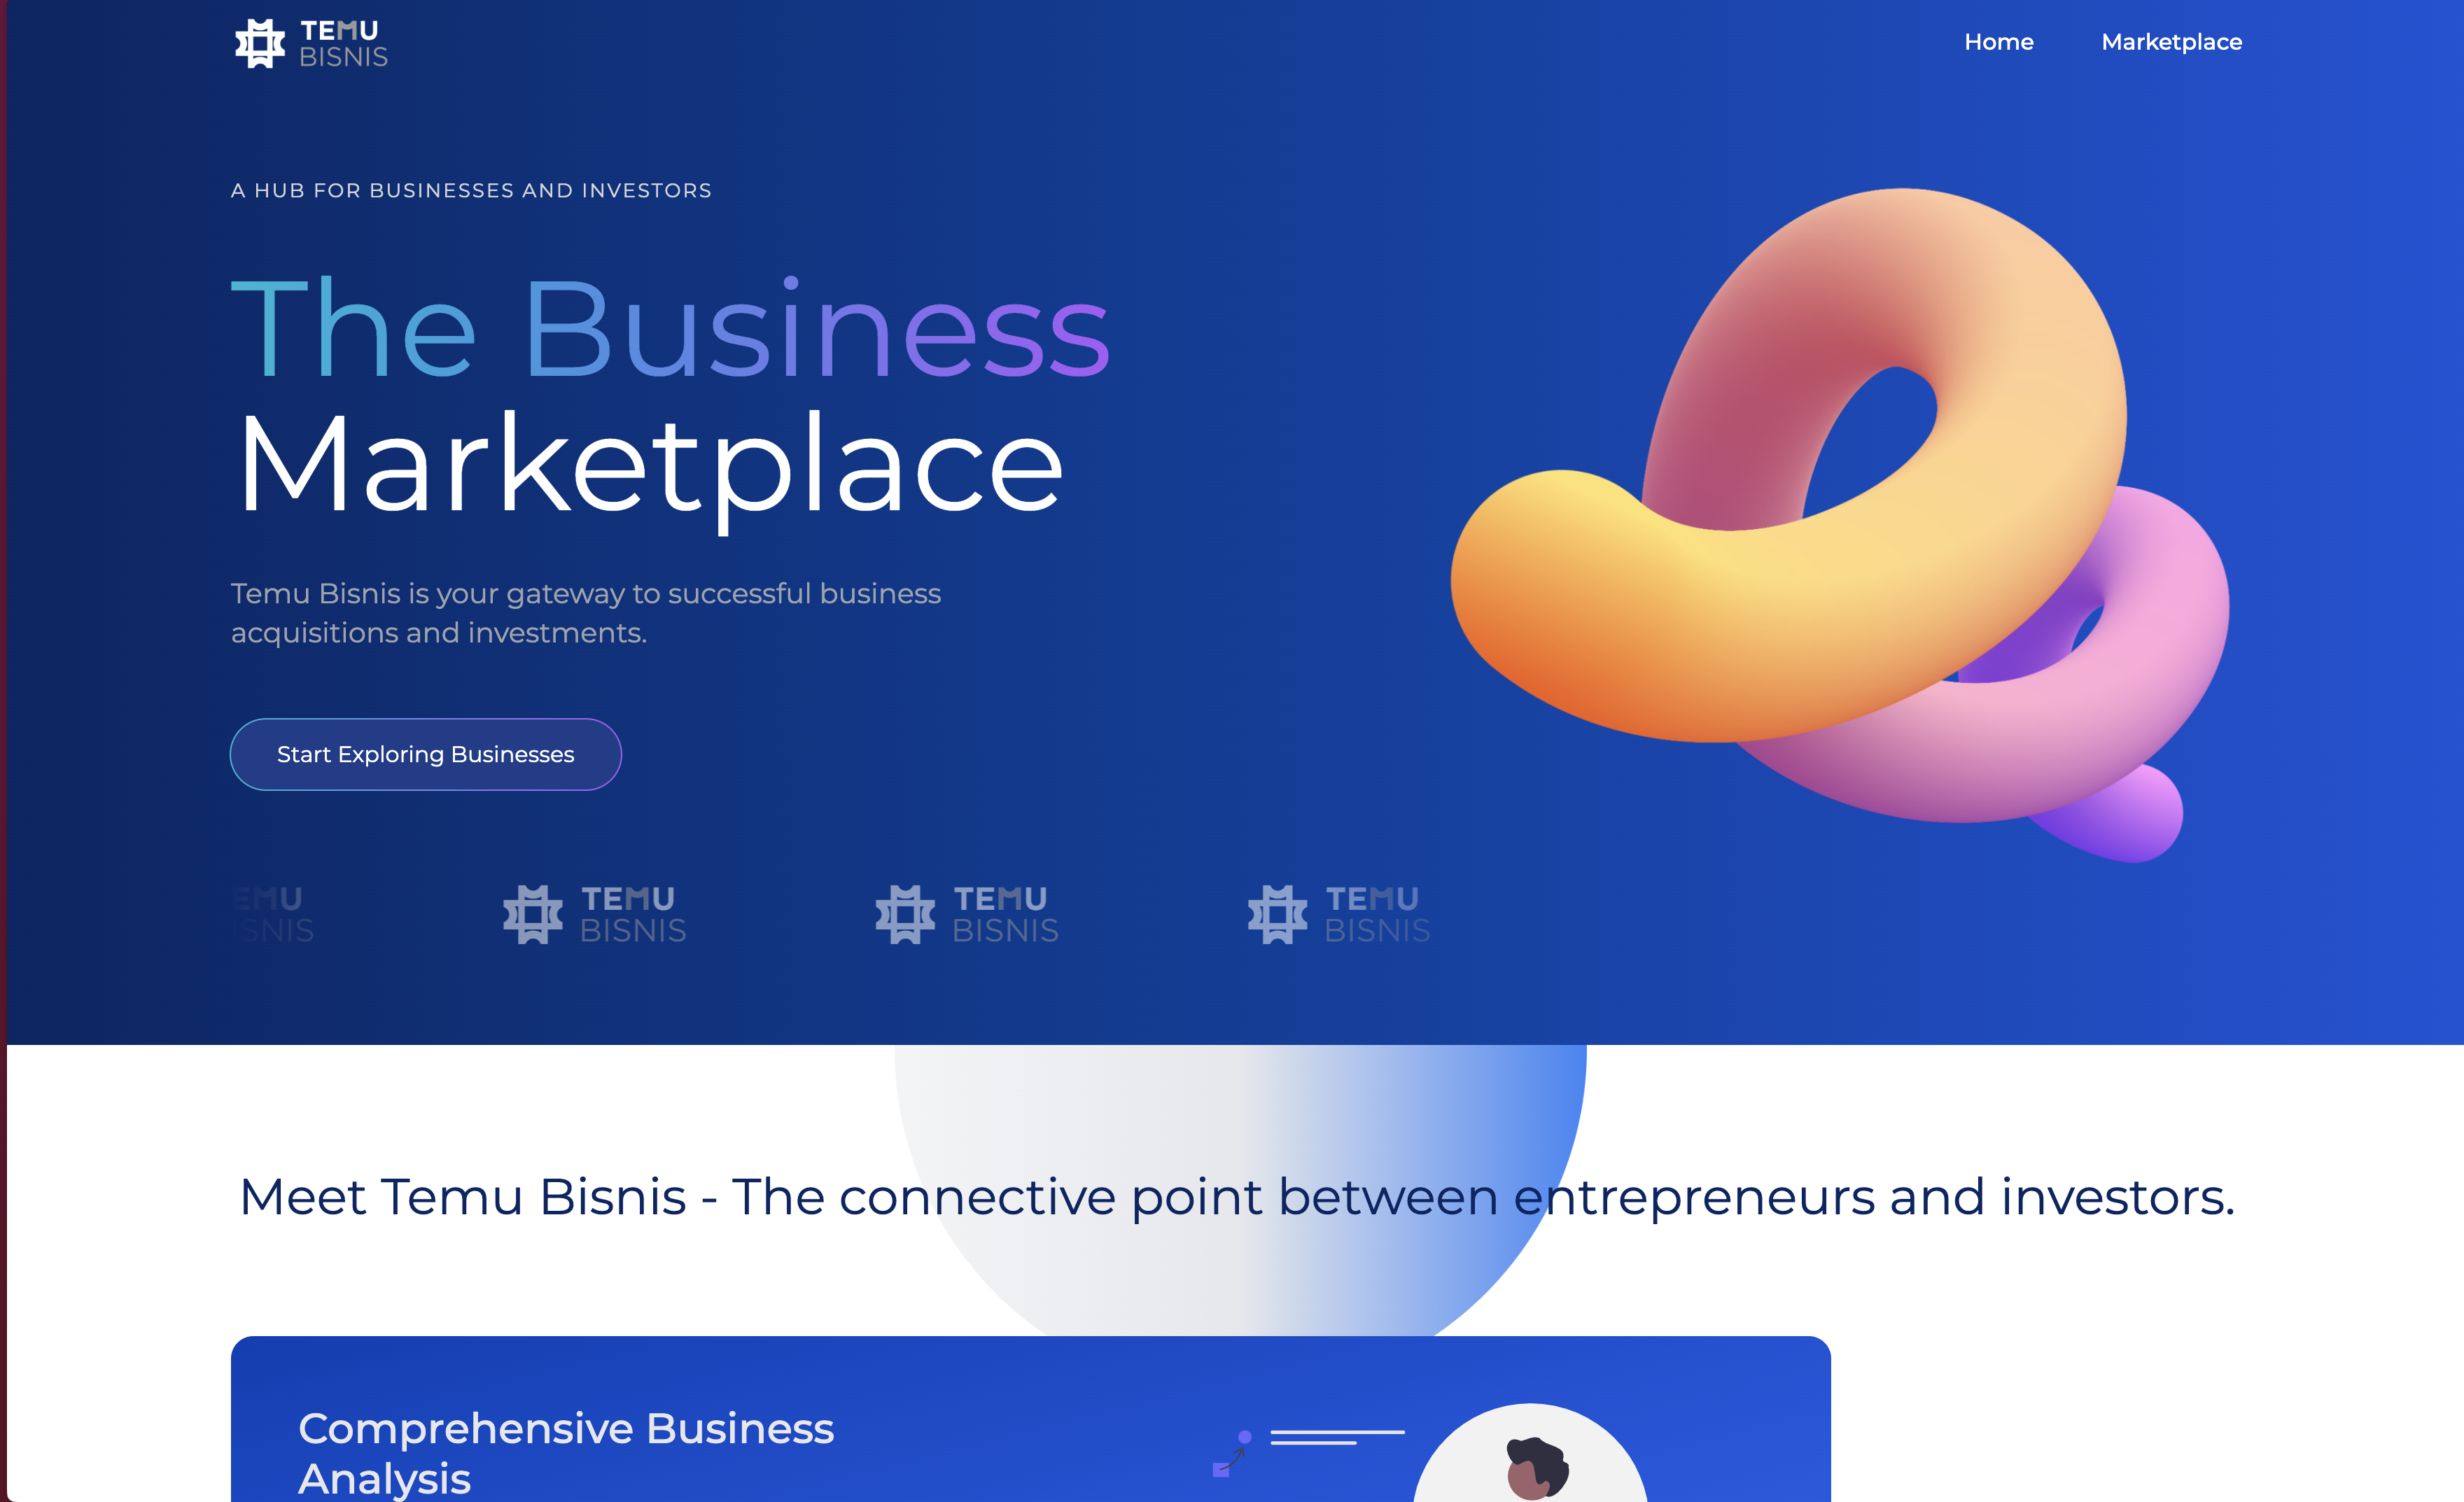 TEMU
BISNIS
Home
Marketplace
A HUB FOR BUSINESSES AND INVESTORS
The Business
Marketplace
Temu Bisnis is your gateway to successful business
acquisitions and investments.
Start Exploring Businesses
EMU
SNIS
TEMU
BISNIS
TEMU
BISNIS
TEMU
BISNIS
Meet Temu Bisnis - The connective point between entrepreneurs and investors.
Comprehensive Business
Analysis